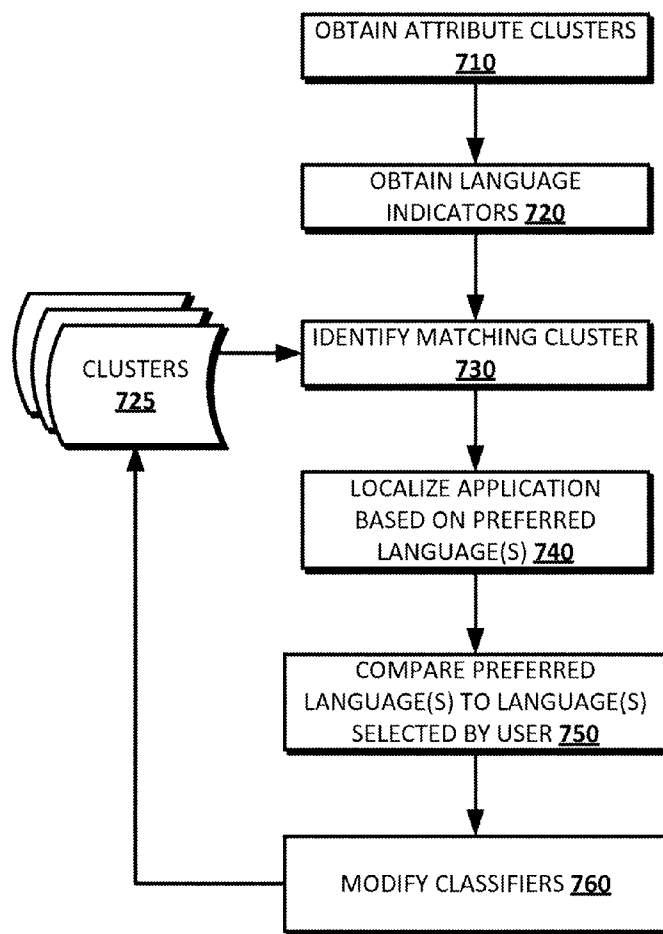 OBTAIN ATTRIBUTE CLUSTERS
710
OBTAIN LANGUAGE
INDICATORS 720
IDENTIFY MATCHING CLUSTER
730
CLUSTERS
725
LOCALIZE APPLICATION
BASED ON PREFERRED
LANGUAGE(S) 740
COMPARE PREFERRED
LANGUAGE(S) TO LANGUAGE(S)
SELECTED BY USER 750
MODIFY CLASSIFIERS 760